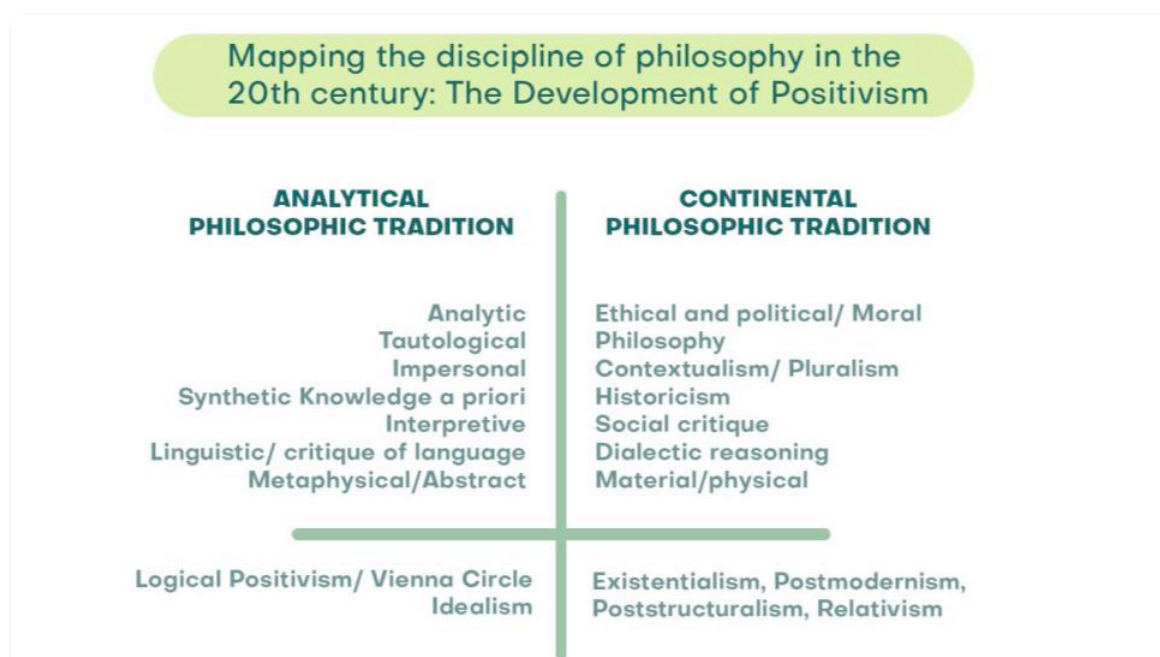 Mapping the discipline of philosophy in the
20th century: The Development of Positivism
ANALYTICAL
PHILOSOPHIC TRADITION
Analytic
Tautological
Impersonal
Synthetic Knowledge a priori
Interpretive
Linguistic/ critique of language
Metaphysical/Abstract
Logical Positivism/ Vienna Circle
Idealism
CONTINENTAL
PHILOSOPHIC TRADITION
Ethical and political/ Moral
Philosophy
Contextualism/ Pluralism
Historicism
Social critique
Dialectic reasoning
Material/physical
Existentialism, Postmodernism,
Poststructuralism, Relativism